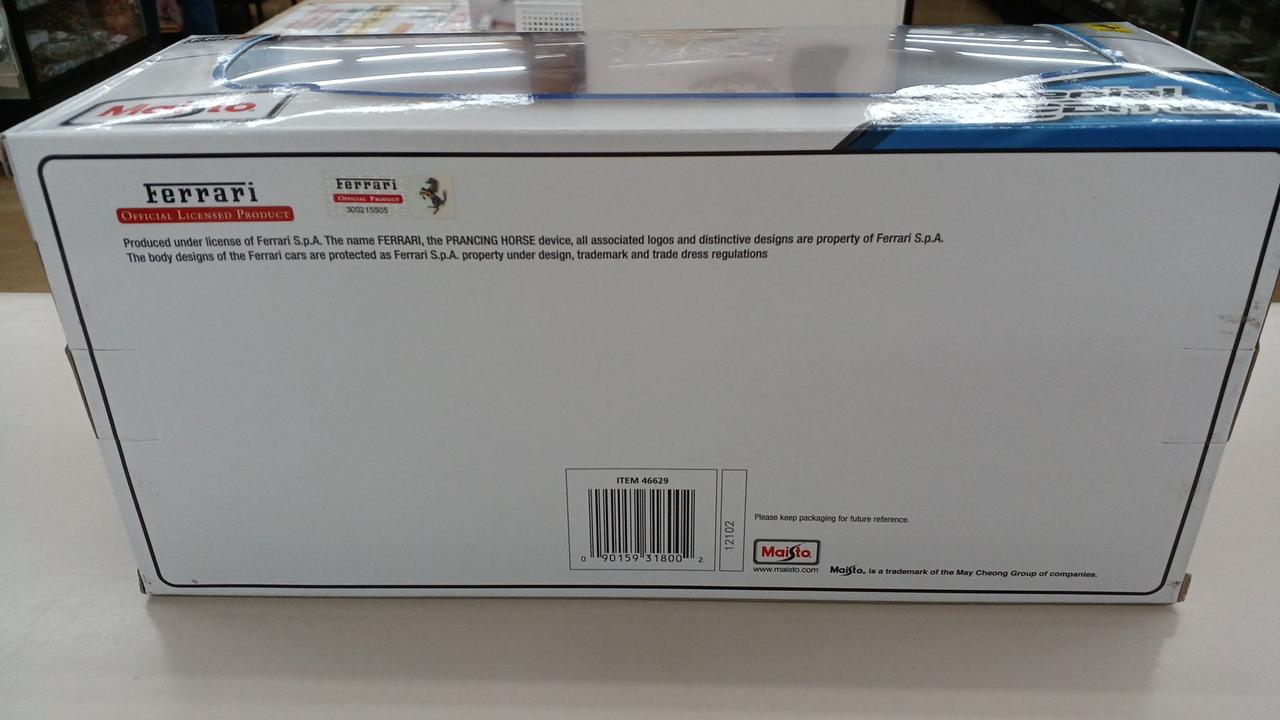 Maisto
Ferrari
OFFICIAL LICENSED PRODUCT
Ferrari
OFFICIAL PRODUCT
300215505
Produced under license of Ferrari S.p.A. The name FERRARI, the PRANCING HORSE device, all associated logos and distinctive designs are property of Ferrari S.p.A.
The body designs of the Ferrari cars are protected as Ferrari S.p.A. property under design, trademark and trade dress regulations
ITEM 46629
0 90159 31800 2
12102
Please keep packaging for future reference.
Maisto
www.maisto.com
Maisto, is a trademark of the May Cheong Group of companies.